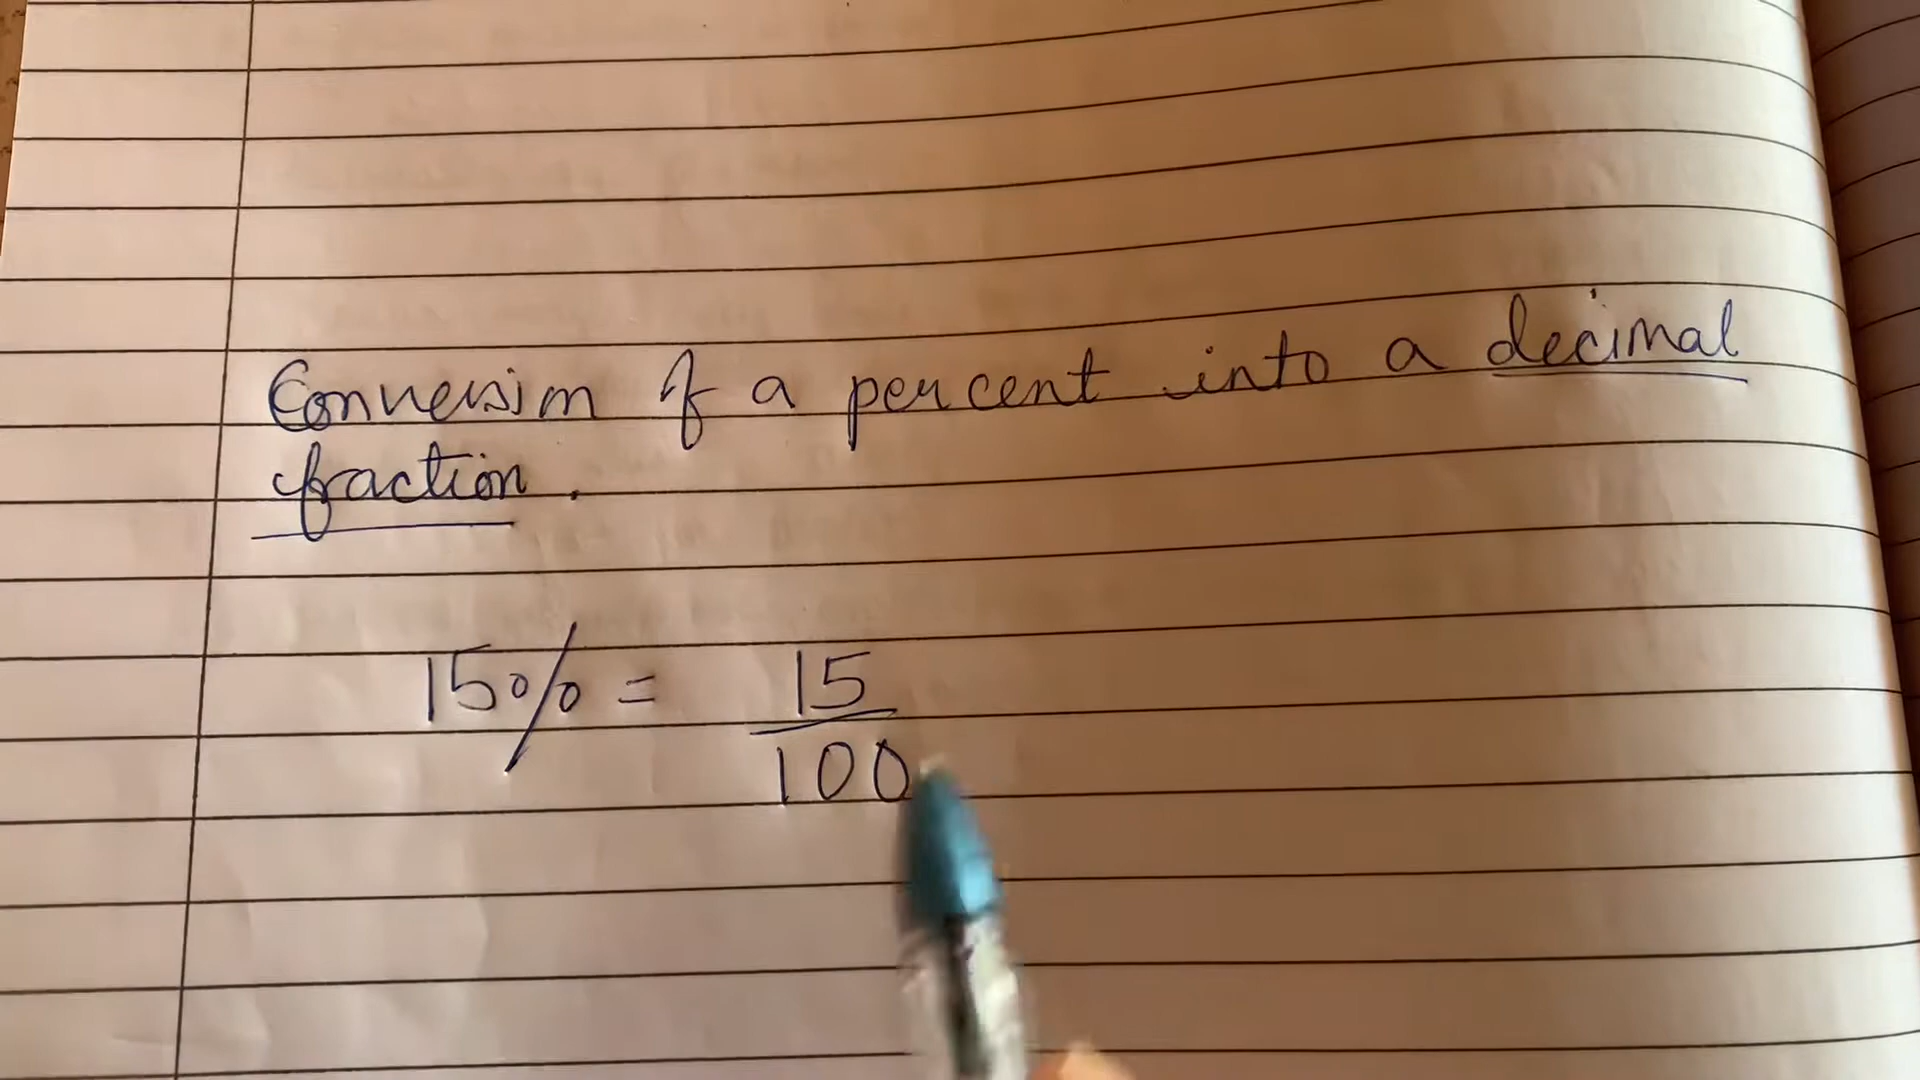 Conversion of a percent into a decimal
fraction.
15% = 15/100